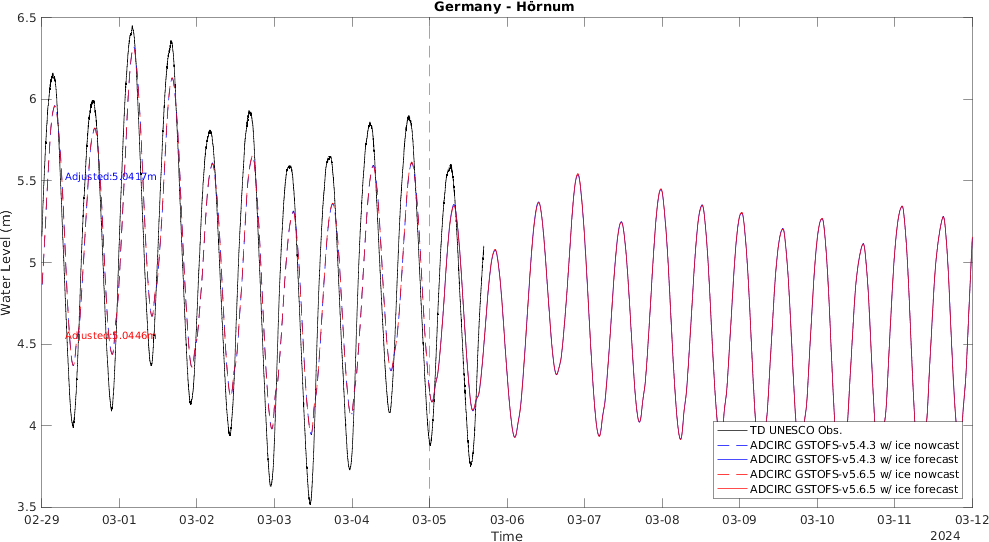 Germany - Hörnum
6.5
6
5.5
5
4.5
4
3.5
Water Level (m)
Adjusted:5.0417m
Adjusted:5.0446m
TD UNESCO Obs.
ADCIRC GSTOFS-v5.4.3 w/ ice nowcast
ADCIRC GSTOFS-v5.4.3 w/ ice forecast
ADCIRC GSTOFS-v5.6.5 w/ ice nowcast
ADCIRC GSTOFS-v5.6.5 w/ ice forecast
02-29 03-01 03-02 03-03 03-04 03-05 03-06 03-07 03-08 03-09 03-10 03-11 03-12
Time
2024